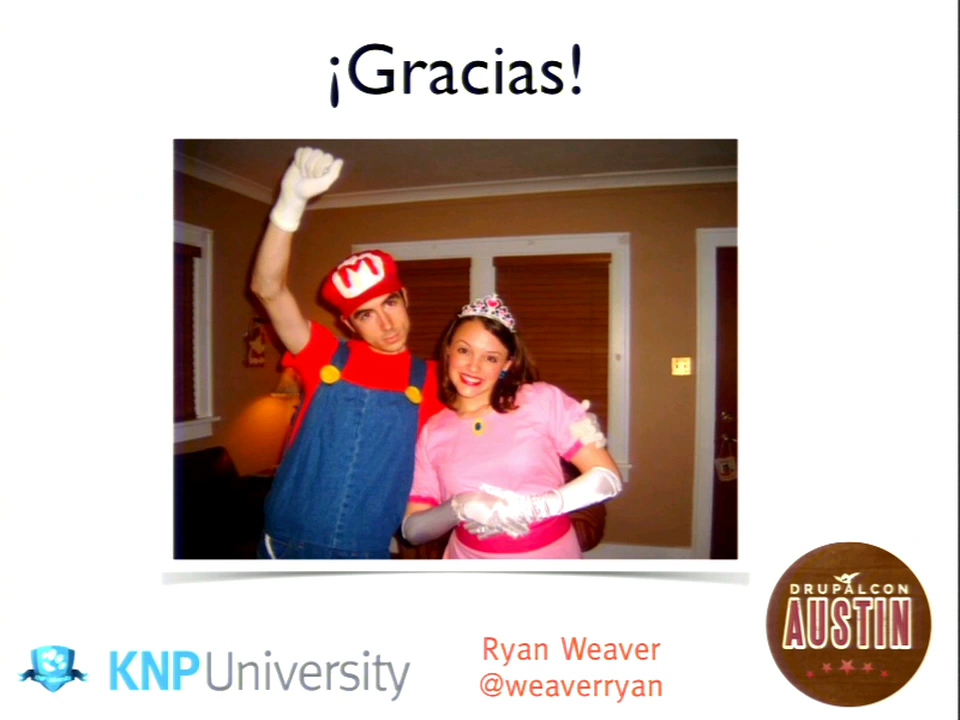 ¡Gracias!
M
KNPUniversity
Ryan Weaver
@weaverryan
DRUPALCON
AUSTIN